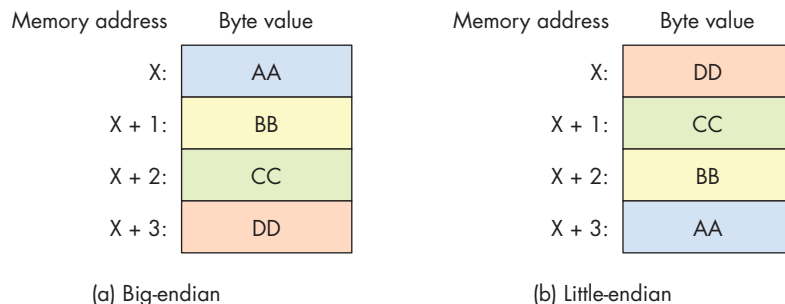 Memory address Byte value
X: AA
X + 1: BB
X + 2: CC
X + 3: DD
(a) Big-endian
Memory address Byte value
X: DD
X + 1: CC
X + 2: BB
X + 3: AA
(b) Little-endian